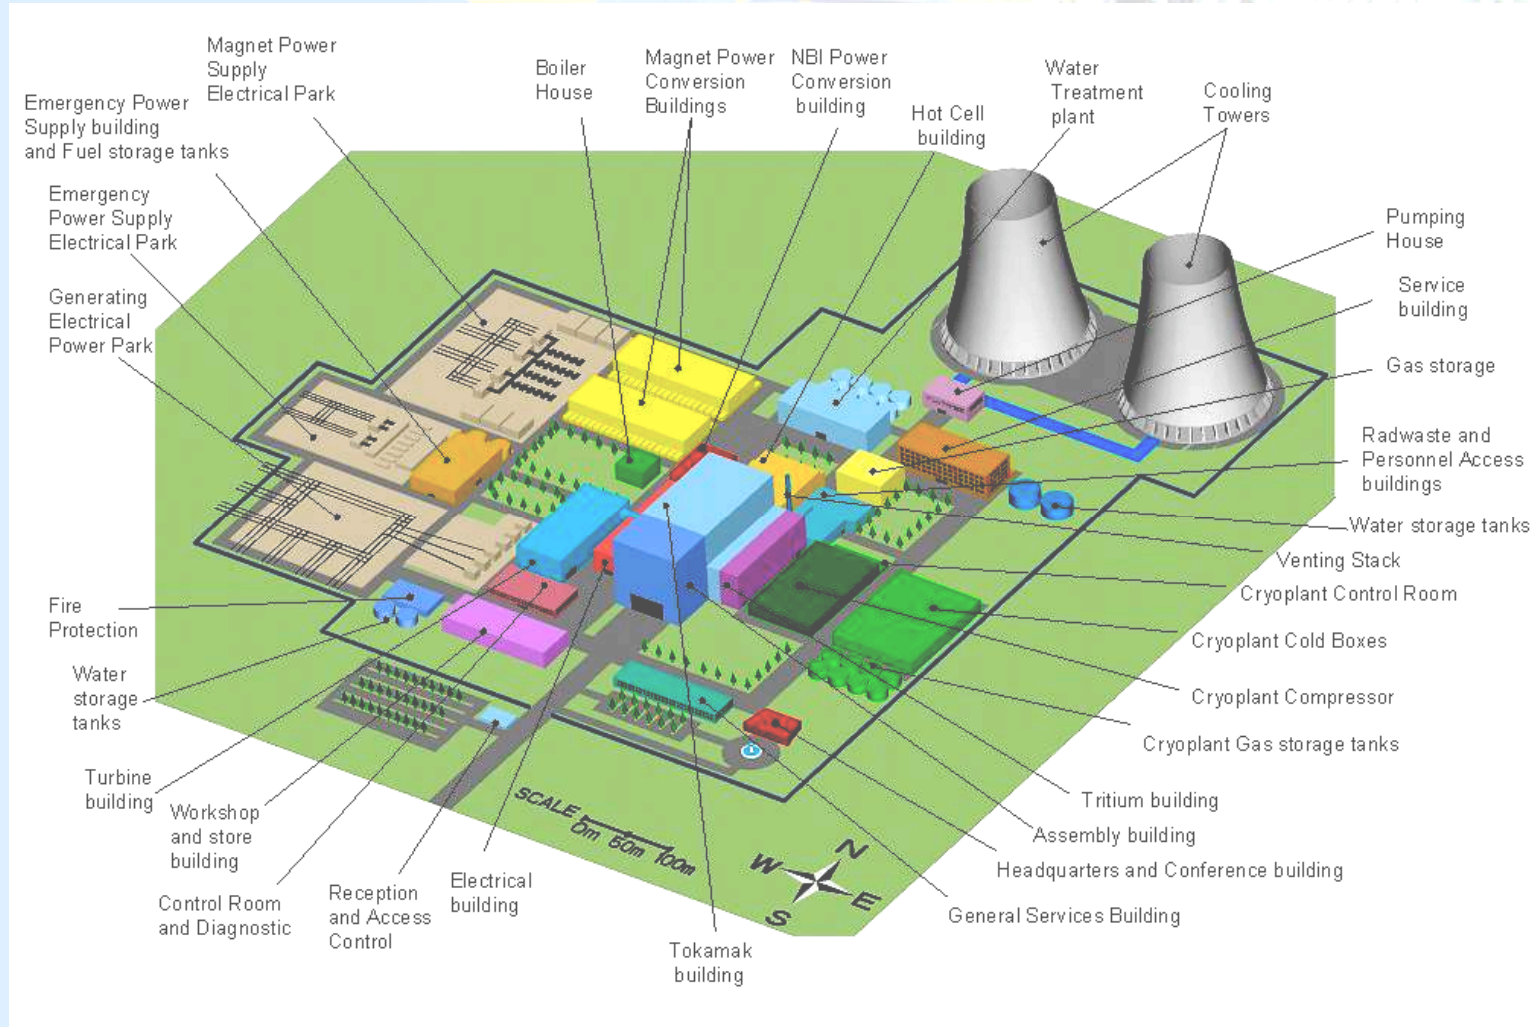 Magnet Power
Supply
Electrical Park
Boiler
House
Magnet Power
Conversion
Buildings
NBI Power
Conversion
building
Hot Cell
building
Water
Treatment
plant
Cooling
Towers
Emergency Power
Supply building
and Fuel storage tanks
Emergency
Power Supply
Electrical Park
Generating
Electrical
Power Park
Pumping
House
Service
building
Gas storage
Radwaste and
Personnel Access
buildings
Water storage tanks
Venting Stack
Cryoplant Control Room
Cryoplant Cold Boxes
Cryoplant Compressor
Cryoplant Gas storage tanks
Tritium building
Assembly building
Headquarters and Conference building
General Services Building
Fire
Protection
Water
storage
tanks
Turbine
building
Workshop
and store
building
Control Room
and Diagnostic
Reception
and Access
Control
Electrical
building
Tokamak
building
SCALE
0m 50m 100m
N
W
E
S